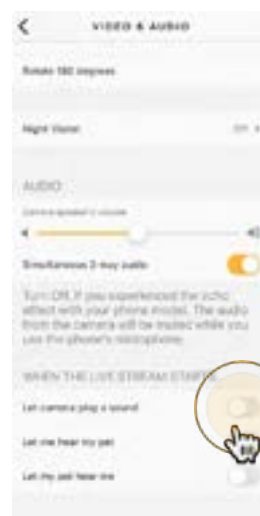 VIDEO & AUDIO
Rotate 180 degrees
Night Vision
AUDIO
Camera speaker's volume
Simultaneous 2-way audio
Turn OFF, if you experienced the echo
effect with your phone model. The audio
from the camera will be muted while you
use the phone's microphone.
WHEN THE LIVE STREAM STARTS
Let camera play a sound
Let me hear my pet
Let my pet hear me